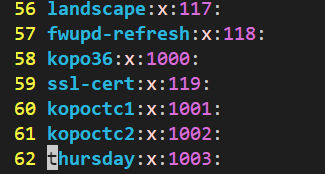 56 landscape:x:117:
57 fwupd-refresh:x:118:
58 kopo36:x:1000:
59 ssl-cert:x:119:
60 kopoctc1:x:1001:
61 kopoctc2:x:1002:
62 thursday:x:1003: